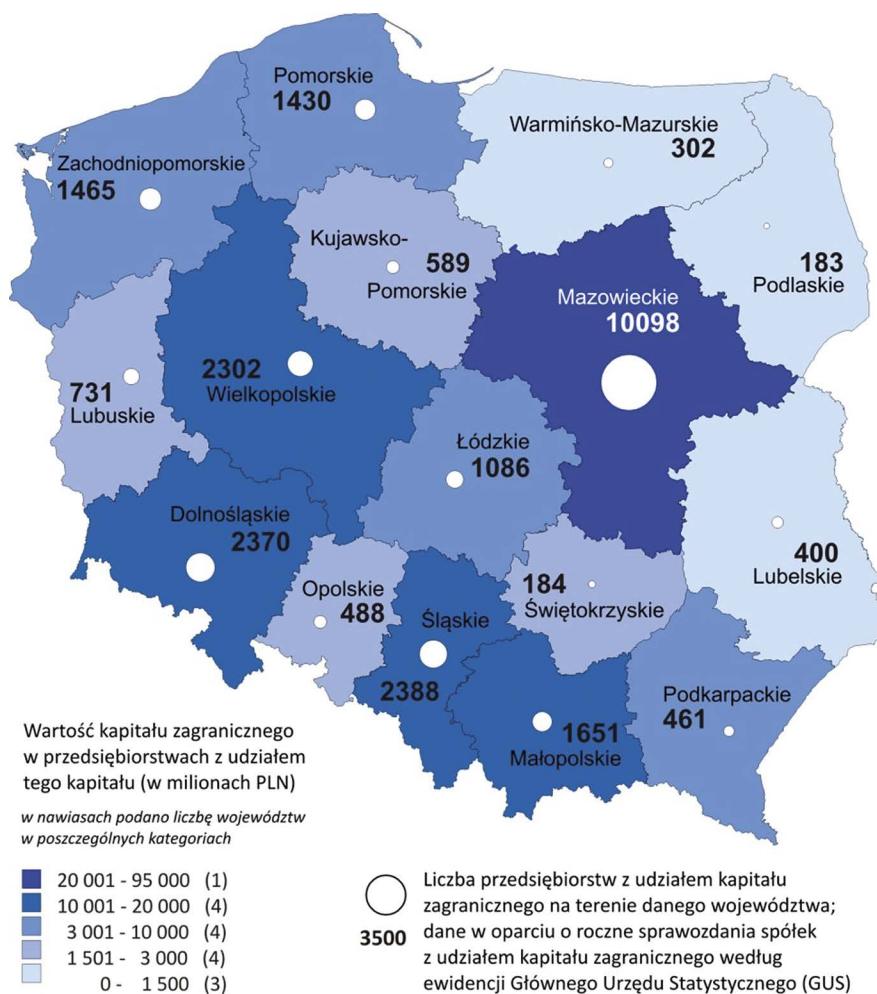 Pomorskie
1430
Warmińsko-Mazurskie
302
Zachodniopomorskie
1465
Kujawsko-
589
Pomorskie
183
Podlaskie
Mazowieckie
10098
2302
Wielkopolskie
731
Lubuskie
Łódzkie
1086
Dolnośląskie
2370
400
Lubelskie
Opolskie
488
184
Świętokrzyskie
Śląskie
2388
1651
Małopolskie
Podkarpackie
461
Wartość kapitału zagranicznego
w przedsiębiorstwach z udziałem
tego kapitału (w milionach PLN)
w nawiasach podano liczbę województw
w poszczególnych kategoriach
20 001 - 95 000 (1)
10 001 - 20 000 (4)
3 001 - 10 000 (4)
1 501 - 3 000 (4)
0 - 1 500 (3)
3500
Liczba przedsiębiorstw z udziałem kapitału
zagranicznego na terenie danego województwa;
dane w oparciu o roczne sprawozdania spółek
z udziałem kapitału zagranicznego według
ewidencji Głównego Urzędu Statystycznego (GUS)